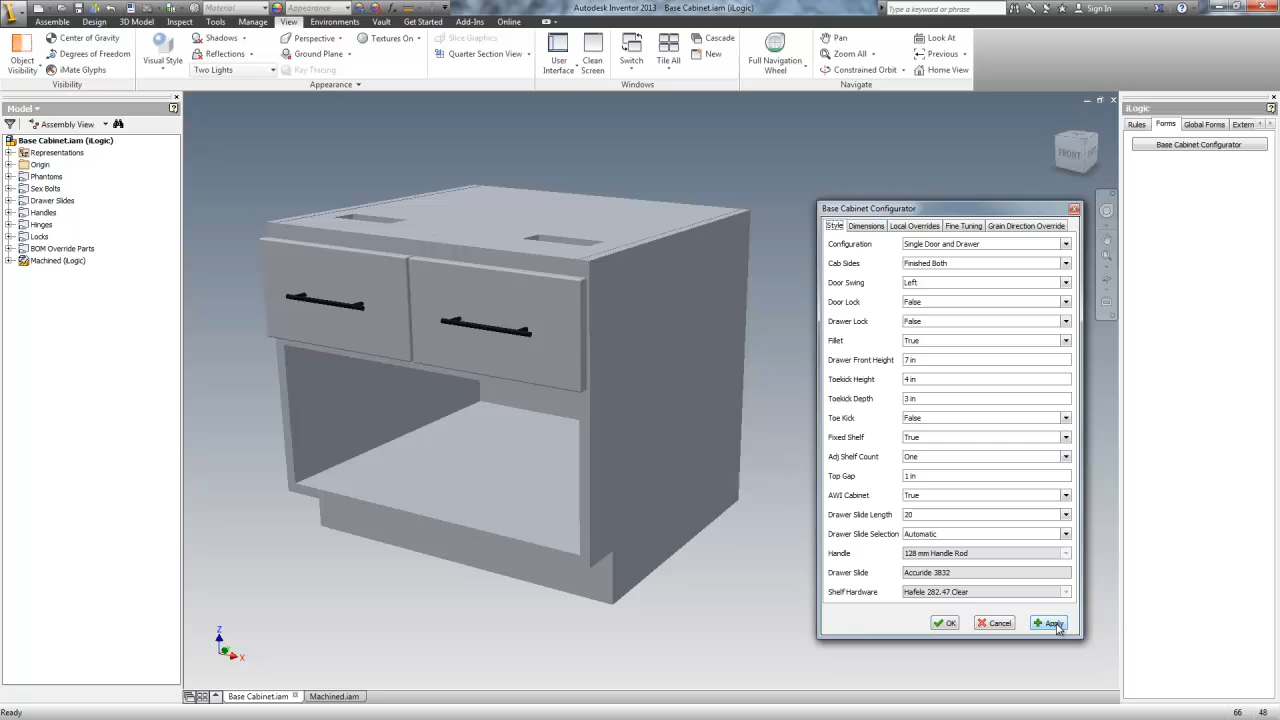 Material
Appearance
Autodesk Inventor 2013   Base Cabinet.iam (iLogic)
Type a keyword or phrase
Sign In
Assemble Design 3D Model Inspect Tools Manage View Environments Vault Get Started Add-Ins Online
Object Visibility
Center of Gravity
Degrees of Freedom
iMate Glyphs
Visibility
Visual Style
Shadows
Reflections
Two Lights
Perspective
Ground Plane
Ray Tracing
Textures On
Slice Graphics
Quarter Section View
Appearance
User Interface
Clean Screen
Switch
Tile All
Cascade
New
Windows
Full Navigation Wheel
Pan
Zoom All
Constrained Orbit
Look At
Previous
Home View
Navigate
Model
Assembly View
Base Cabinet.iam (iLogic)
Representations
Origin
Phantoms
Sex Bolts
Drawer Slides
Handles
Hinges
Locks
BOM Override Parts
Machined (iLogic)
FRONT
Base Cabinet Configurator
Style Dimensions Local Overrides Fine Tuning Grain Direction Override
Configuration Single Door and Drawer
Cab Sides Finished Both
Door Swing Left
Door Lock False
Drawer Lock False
Fillet True
Drawer Front Height 7 in
Toekick Height 4 in
Toekick Depth 3 in
Toe Kick False
Fixed Shelf True
Adj Shelf Count One
Top Gap 1 in
AWI Cabinet True
Drawer Slide Length 20
Drawer Slide Selection Automatic
Handle 128 mm Handle Rod
Drawer Slide Accuride 3832
Shelf Hardware Hafele 282.47 Clear
OK Cancel Apply
iLogic
Rules Forms Global Forms Extern
Base Cabinet Configurator
Z
X
Base Cabinet.iam Machined.iam
Ready
66 48